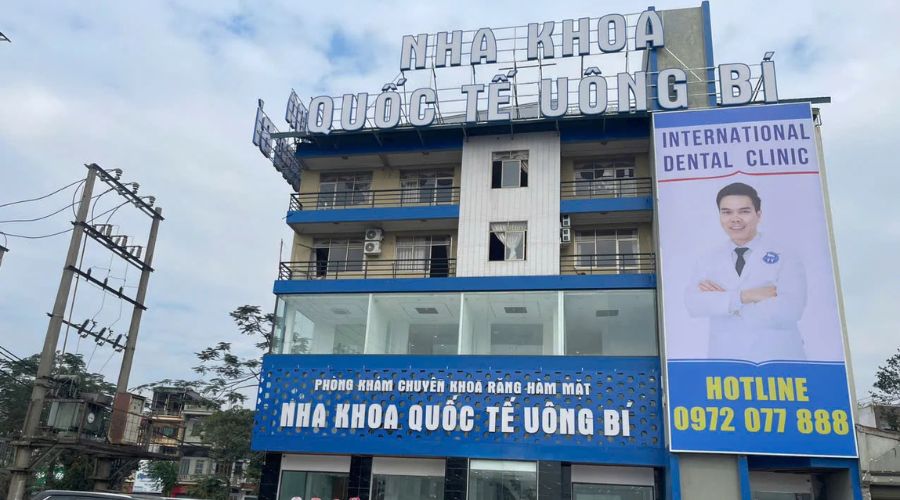 NHA KHOA
QUỐC TẾ UÔNG BÍ
INTERNATIONAL
DENTAL CLINIC
PHÒNG KHÁM CHUYÊN KHOA RĂNG HÀM MẶT
NHA KHOA QUỐC TẾ UÔNG BÍ
HOTLINE
0972 077 888